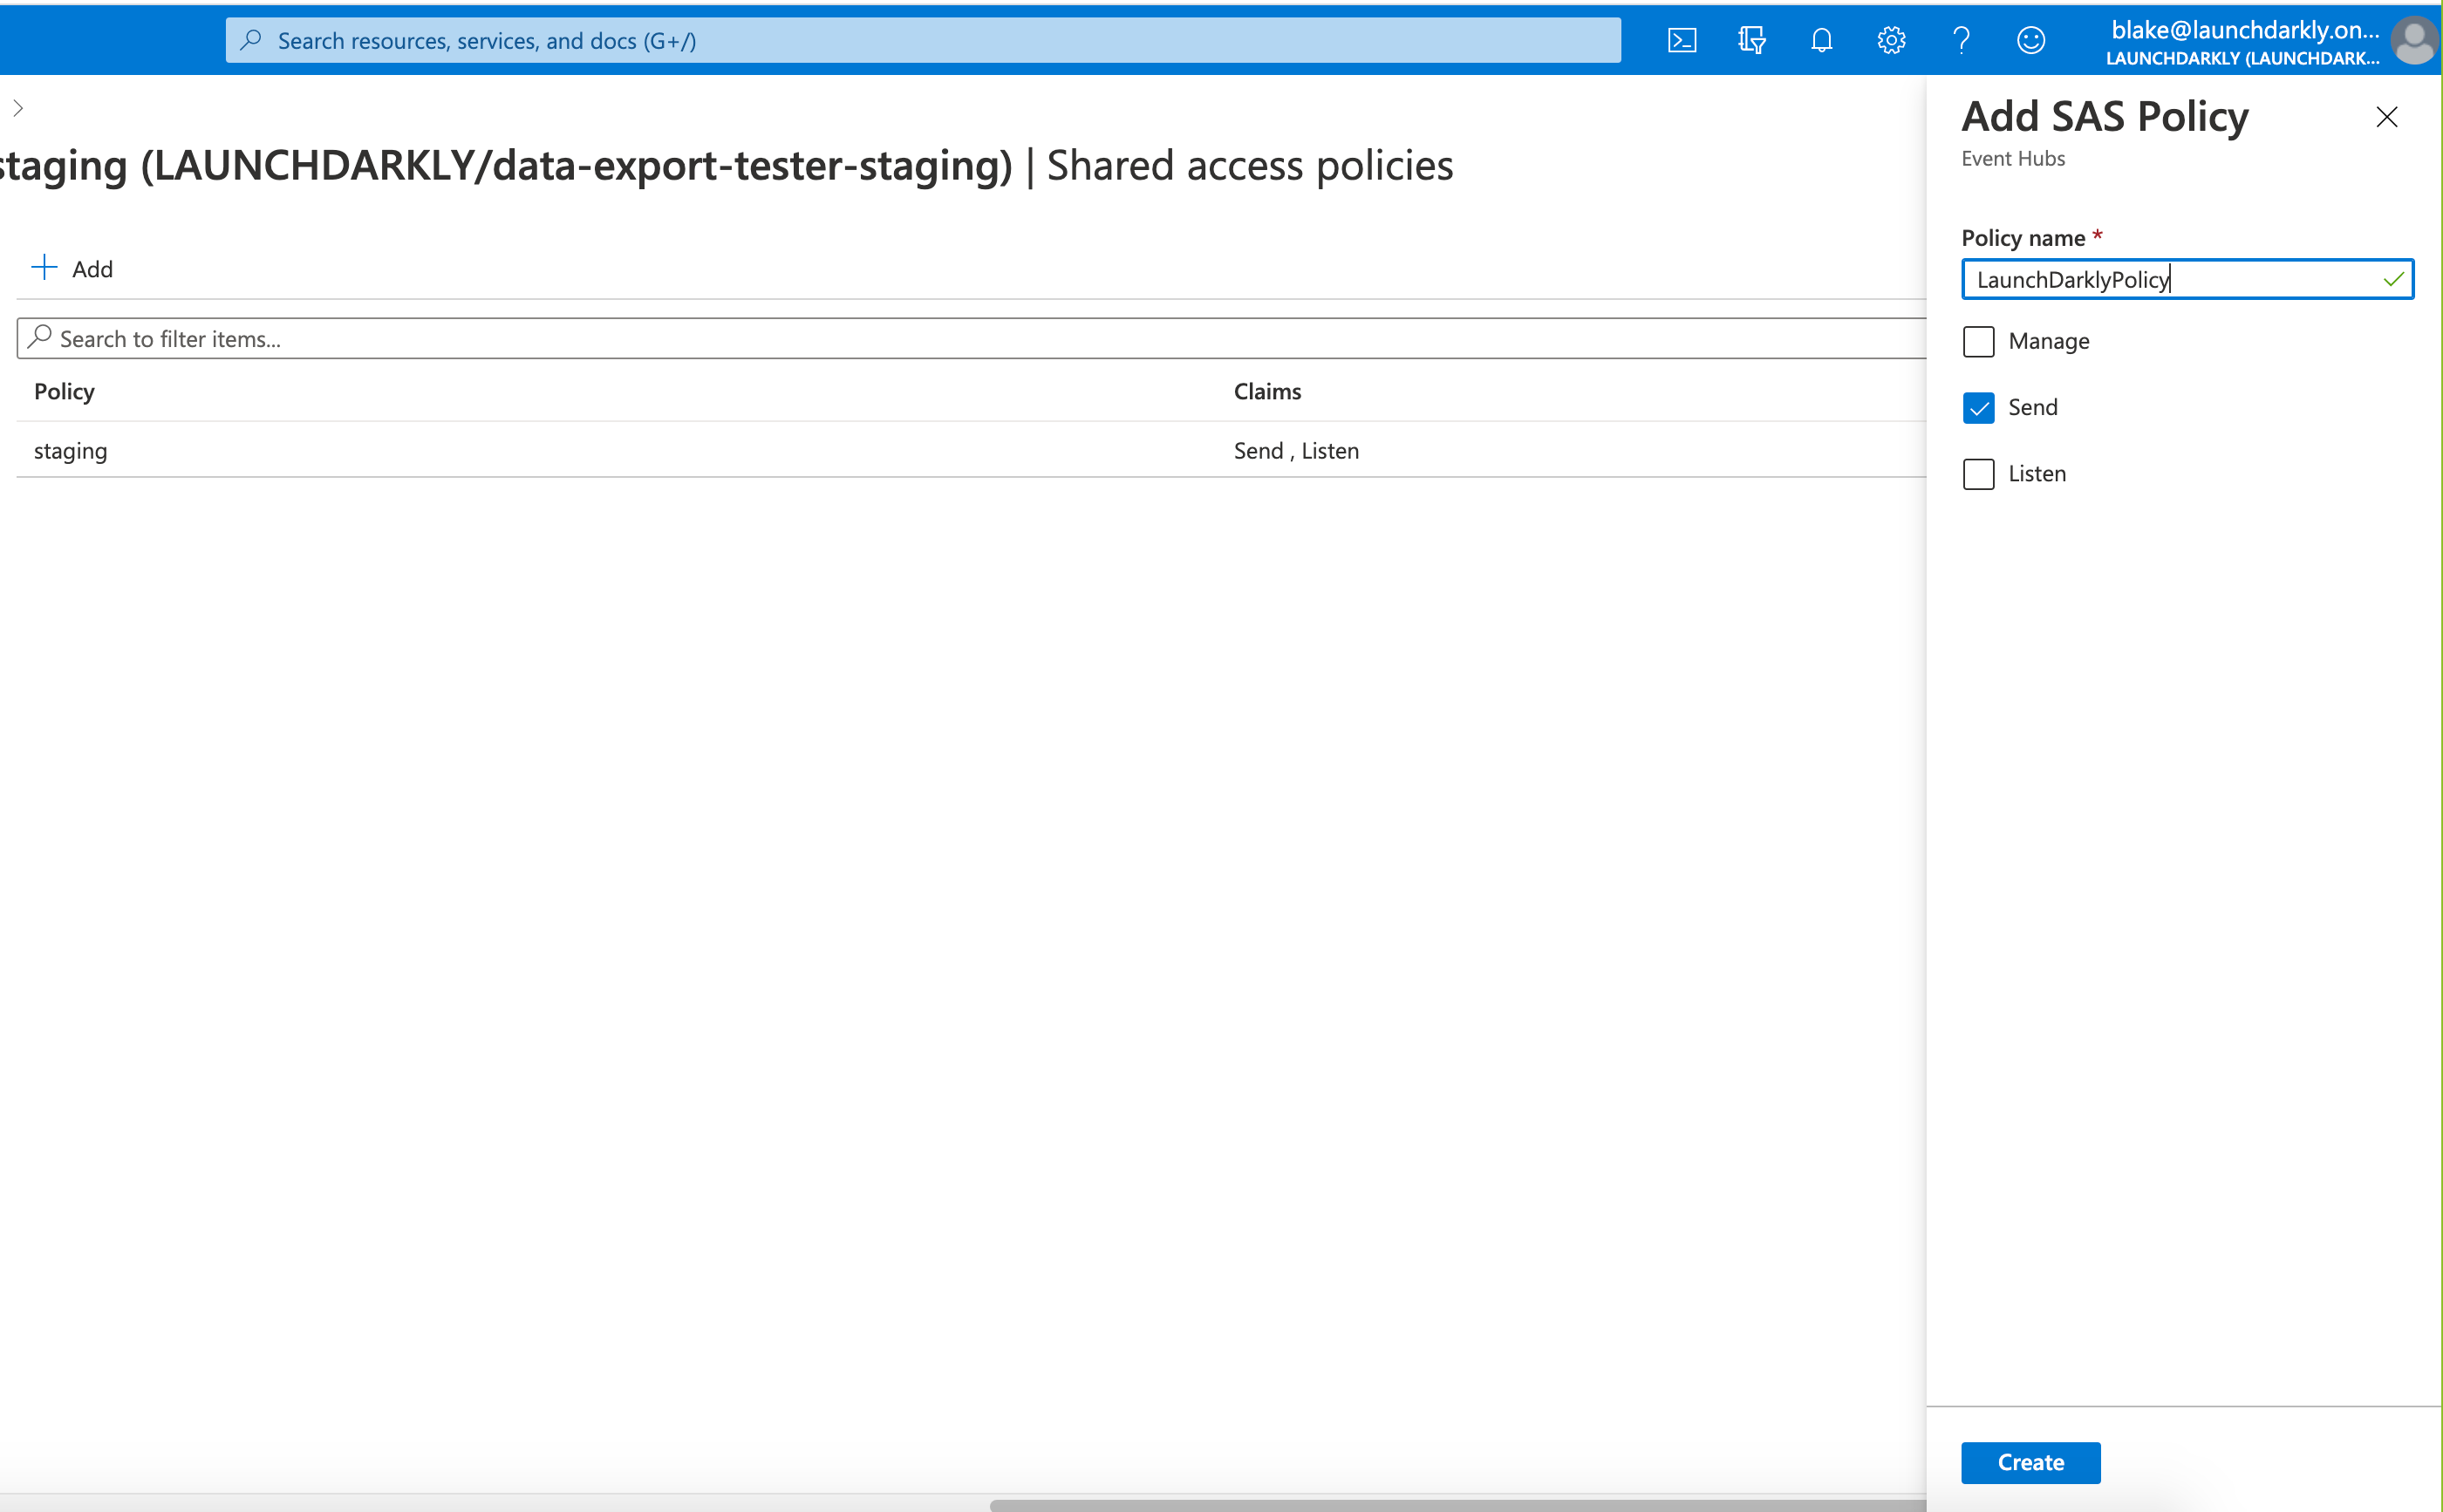 Search resources, services, and docs (G+/)
blake@launchdarkly.on...
LAUNCHDARKLY (LAUNCHDARK...
staging (LAUNCHDARKLY/data-export-tester-staging) | Shared access policies
Add
Search to filter items...
Policy Claims
staging Send , Listen
Add SAS Policy
Event Hubs
Policy name *
LaunchDarklyPolicy
Manage
Send
Listen
Create